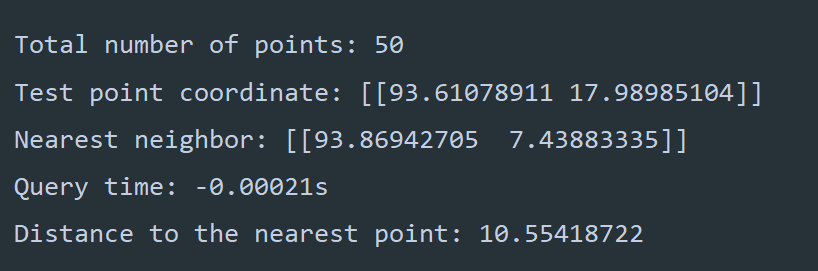 Total number of points: 50
Test point coordinate: [[93.61078911 17.98985104]]
Nearest neighbor: [[93.86942705  7.43883335]]
Query time: -0.00021s
Distance to the nearest point: 10.55418722